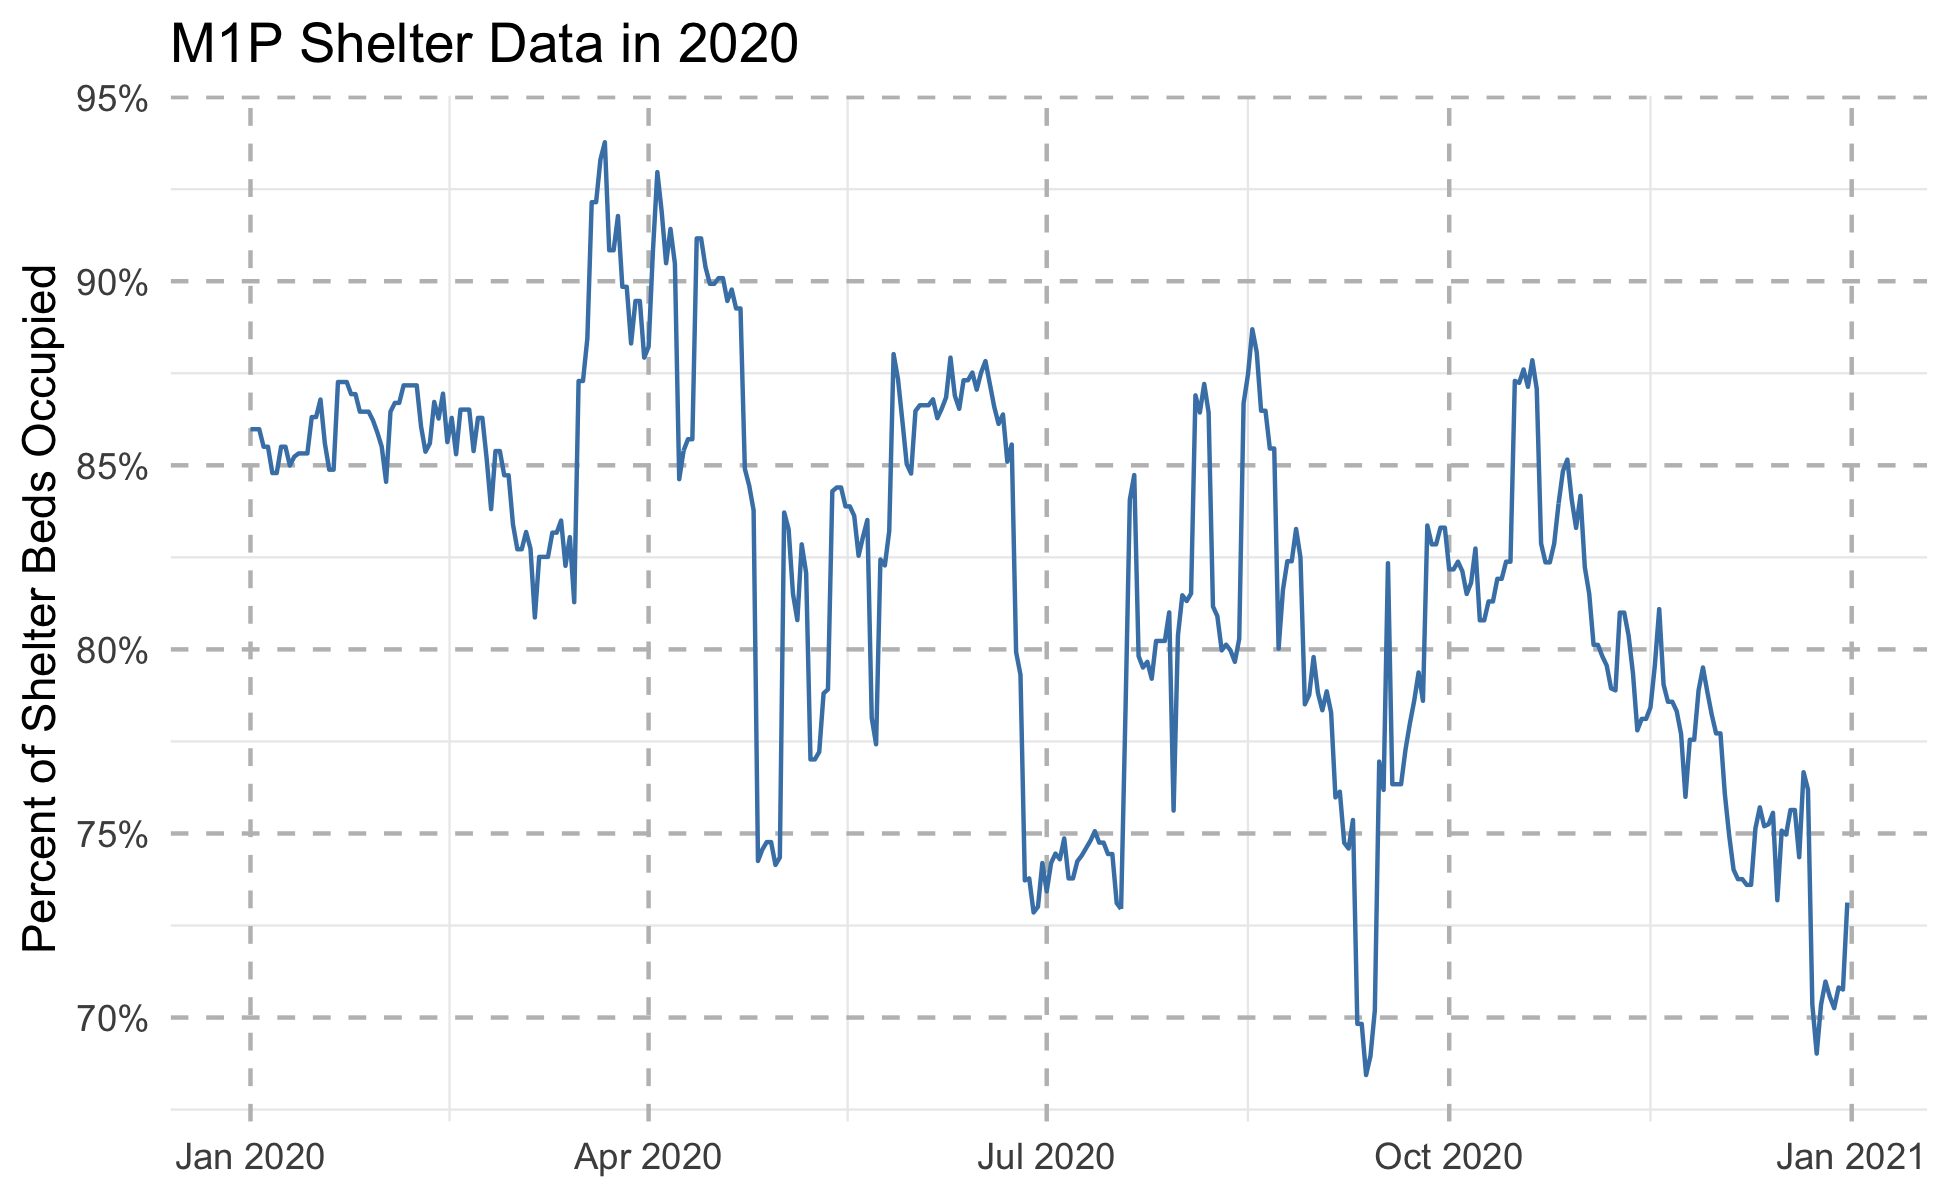 M1P Shelter Data in 2020
Percent of Shelter Beds Occupied
95%
90%
85%
80%
75%
70%
Jan 2020
Apr 2020
Jul 2020
Oct 2020
Jan 2021